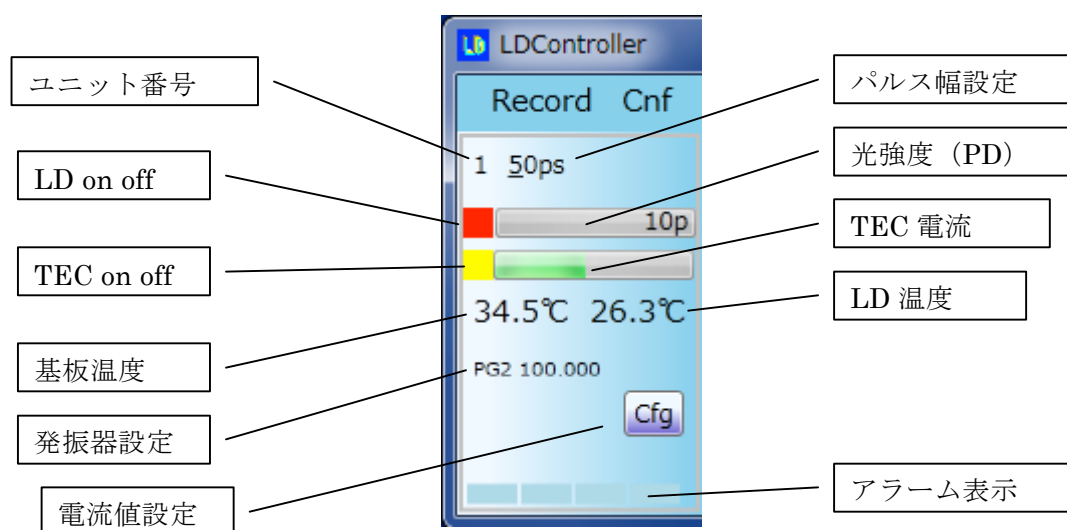 LD LDController
ユニット番号
パルス幅設定
Record Cnf
光強度（PD）
1 50ps
LD on off
10p
TEC 電流
TEC on off
LD 温度
34.5℃ 26.3℃
基板温度
PG2 100.000
Cfg
発振器設定
アラーム表示
電流値設定